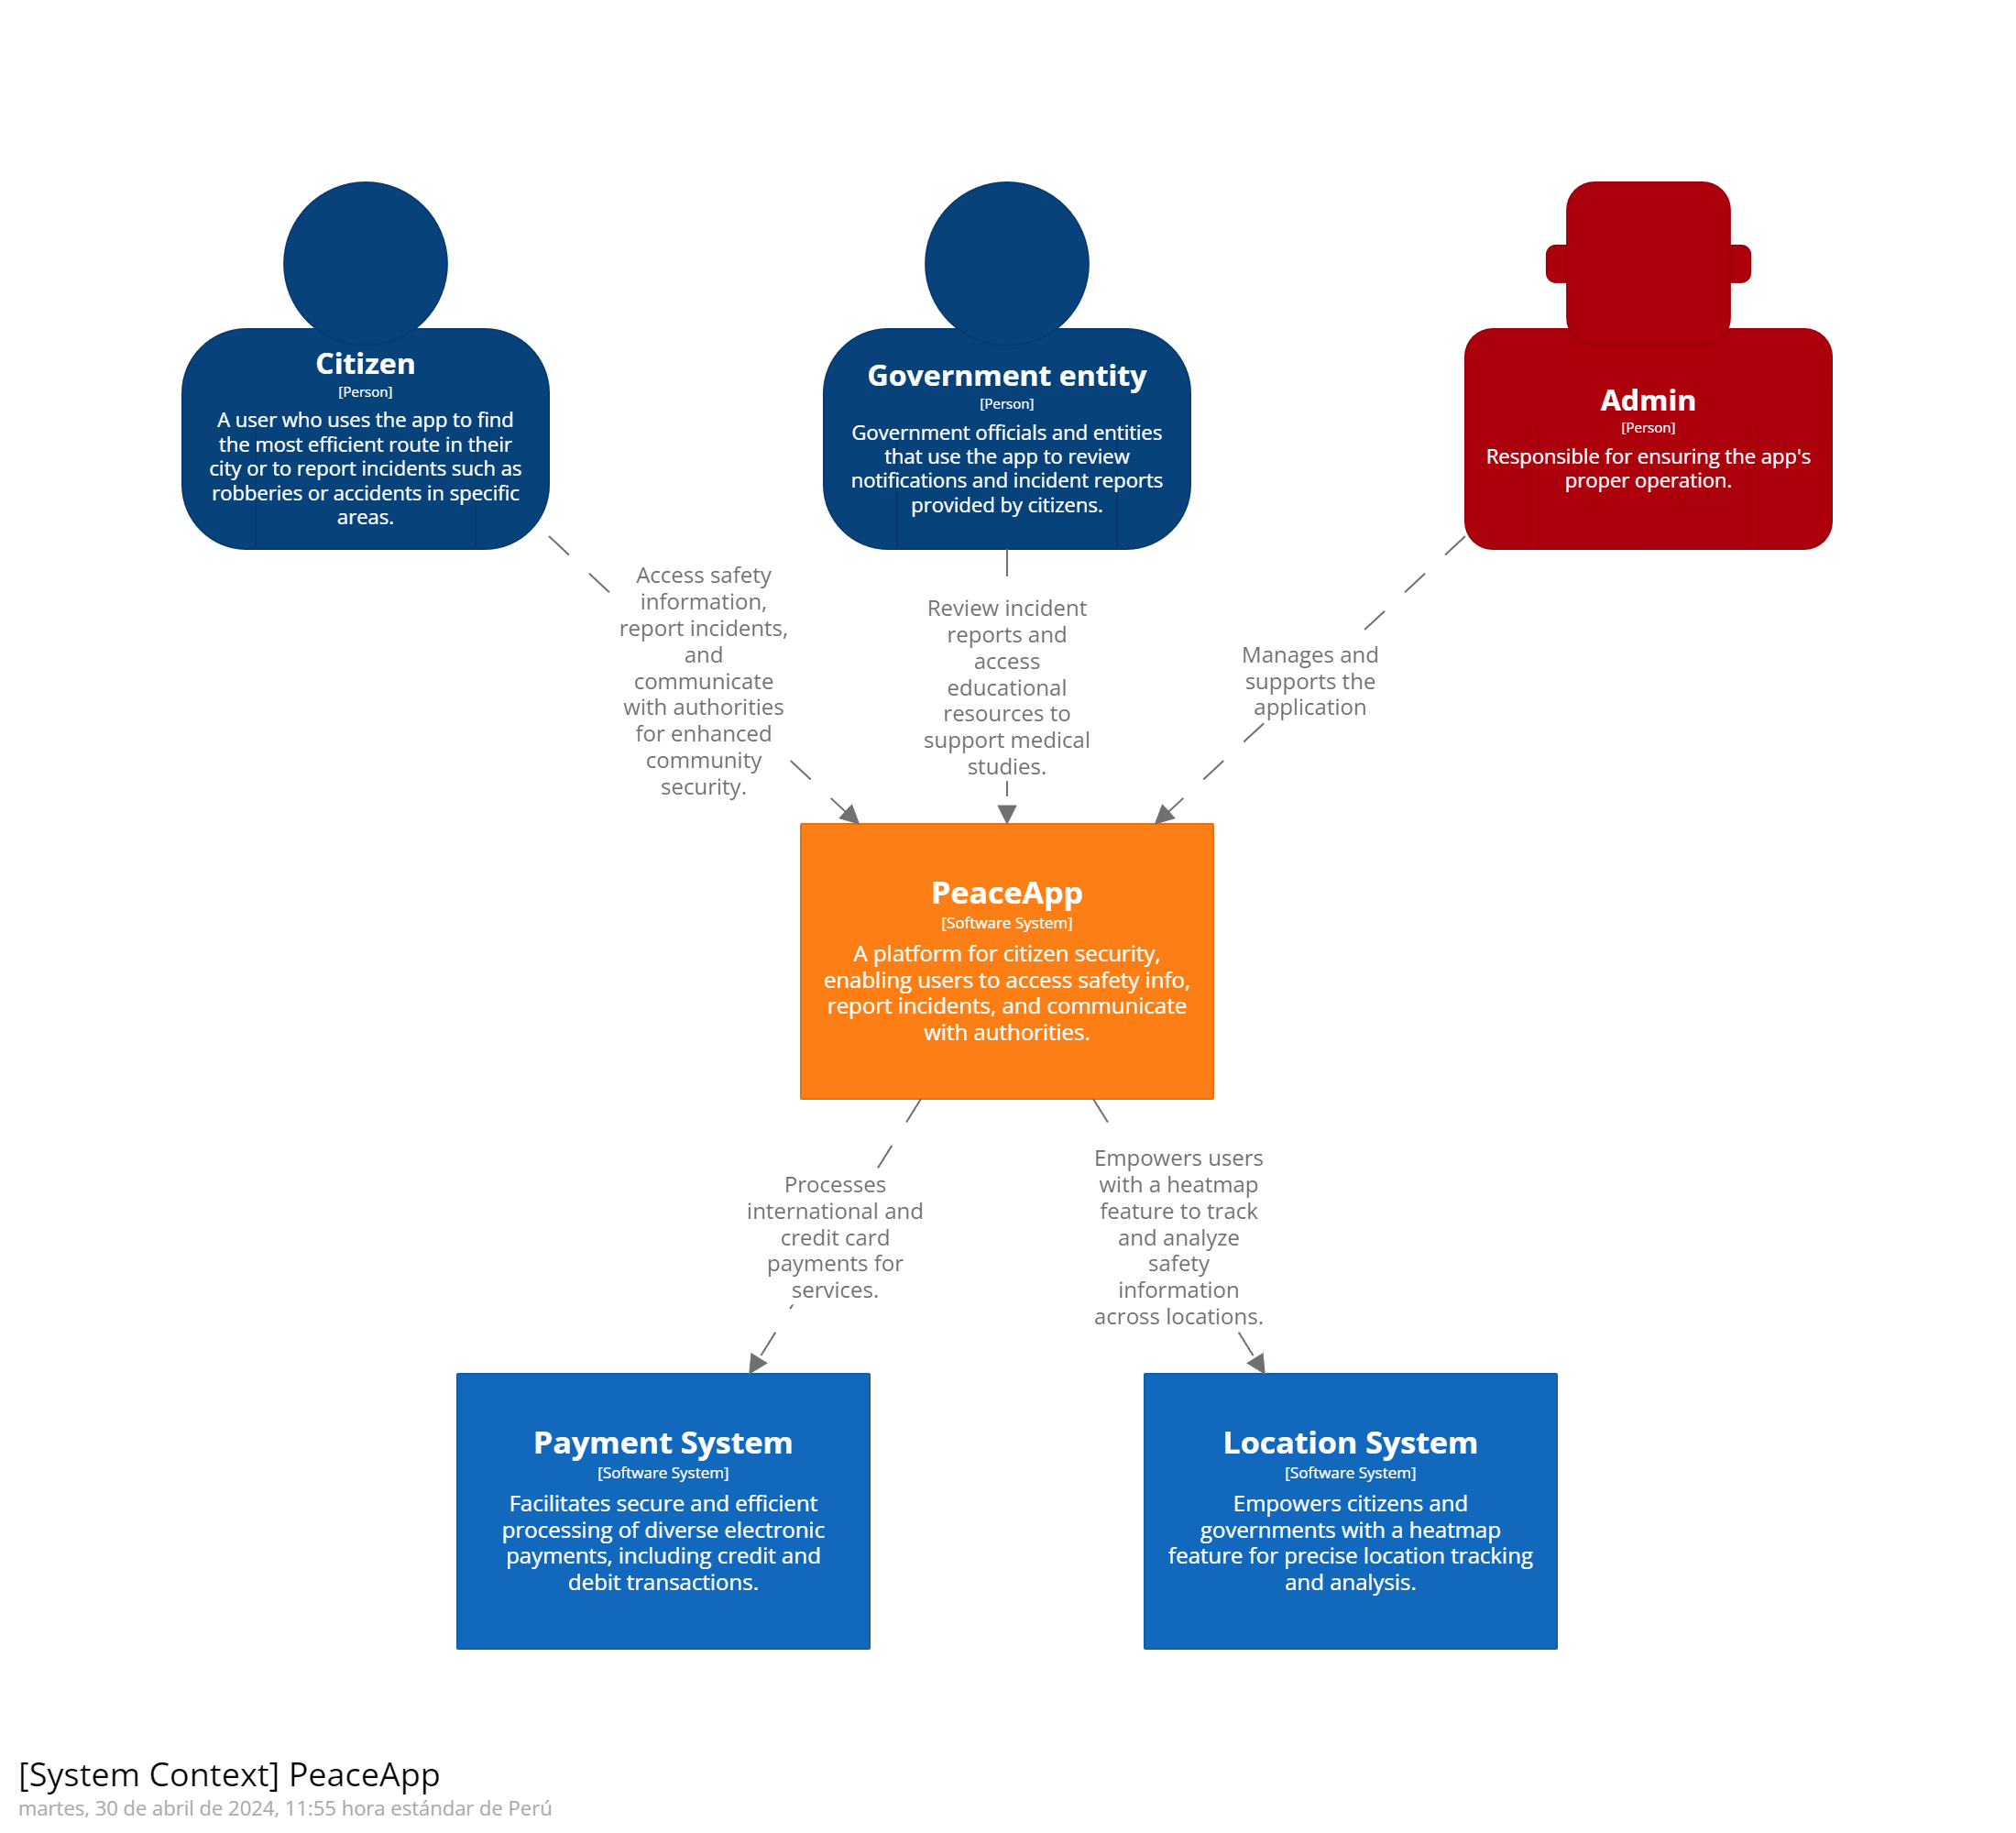 Citizen
[Person]
A user who uses the app to find
the most efficient route in their
city or to report incidents such as
robberies or accidents in specific
areas.
Government entity
[Person]
Government officials and entities
that use the app to review
notifications and incident reports
provided by citizens.
Admin
[Person]
Responsible for ensuring the app's
proper operation.
Access safety
information,
report incidents,
and
communicate
with authorities
for enhanced
community
security.
Review incident
reports and
access
educational
resources to
support medical
studies.
Manages and
supports the
application
PeaceApp
[Software System]
A platform for citizen security,
enabling users to access safety info,
report incidents, and communicate
with authorities.
Processes
international and
credit card
payments for
services.
Empowers users
with a heatmap
feature to track
and analyze
safety
information
across locations.
Payment System
[Software System]
Facilitates secure and efficient
processing of diverse electronic
payments, including credit and
debit transactions.
Location System
[Software System]
Empowers citizens and
governments with a heatmap
feature for precise location tracking
and analysis.
[System Context] PeaceApp
martes, 30 de abril de 2024, 11:55 hora estándar de Perú